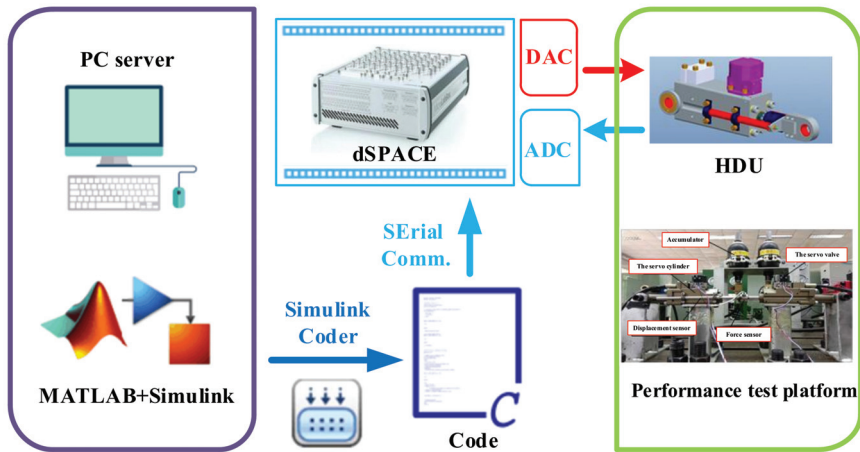 PC server
MATLAB+Simulink
dSPACE
DAC
ADC
SErial
Comm.
Simulink
Coder
C
Code
HDU
Accumulator
The servo valve
The servo cylinder
Displacement sensor
Force sensor
Performance test platform